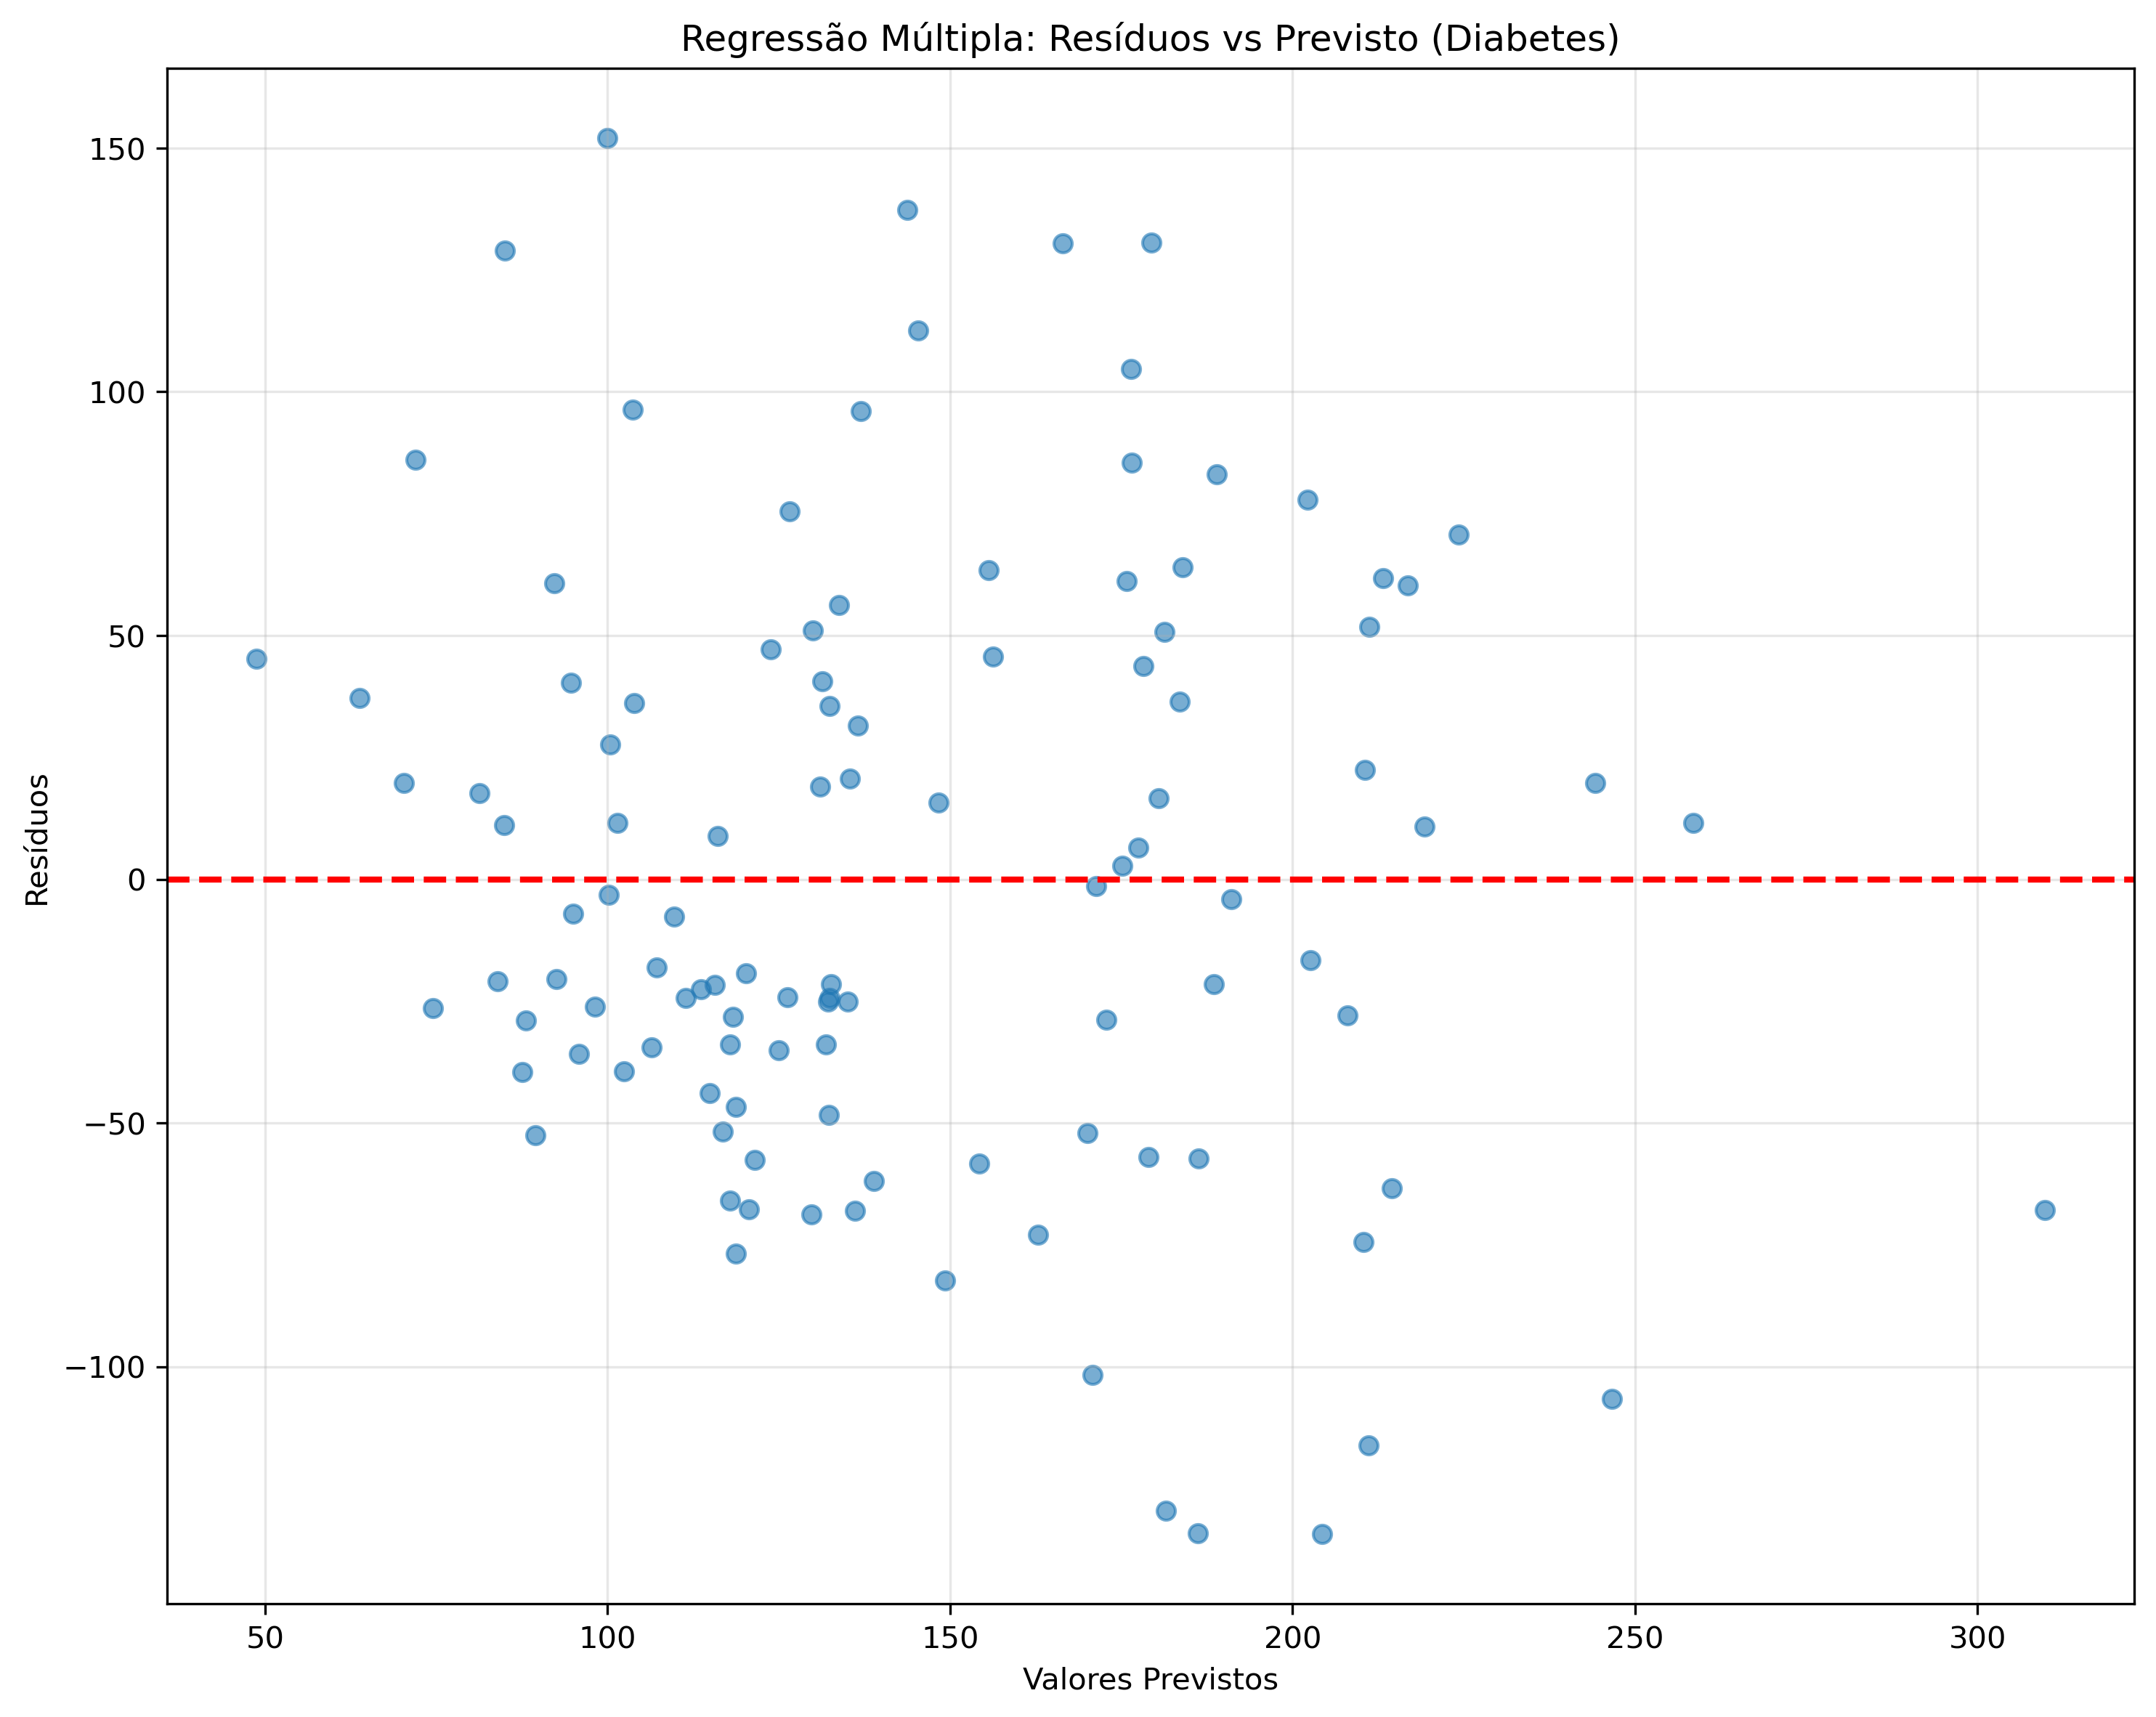 Regressão Múltipla: Resíduos vs Previsto (Diabetes)
Resíduos
150
100
50
0
−50
−100
50 100 150 200 250 300
Valores Previstos